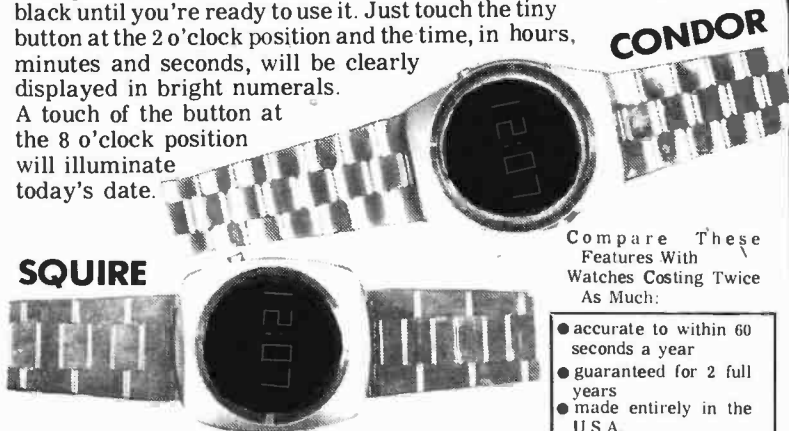 black until you're ready to use it. Just touch the tiny
button at the 2 o'clock position and the time, in hours,
minutes and seconds, will be clearly
displayed in bright numerals.
A touch of the button at
the 8 o'clock position
will illuminate
today's date.
CONDOR
12:07
SQUIRE
12:07
Compare These
Features With
Watches Costing Twice
As Much:
● accurate to within 60
seconds a year
● guaranteed for 2 full
years
● made entirely in the
U.S.A.